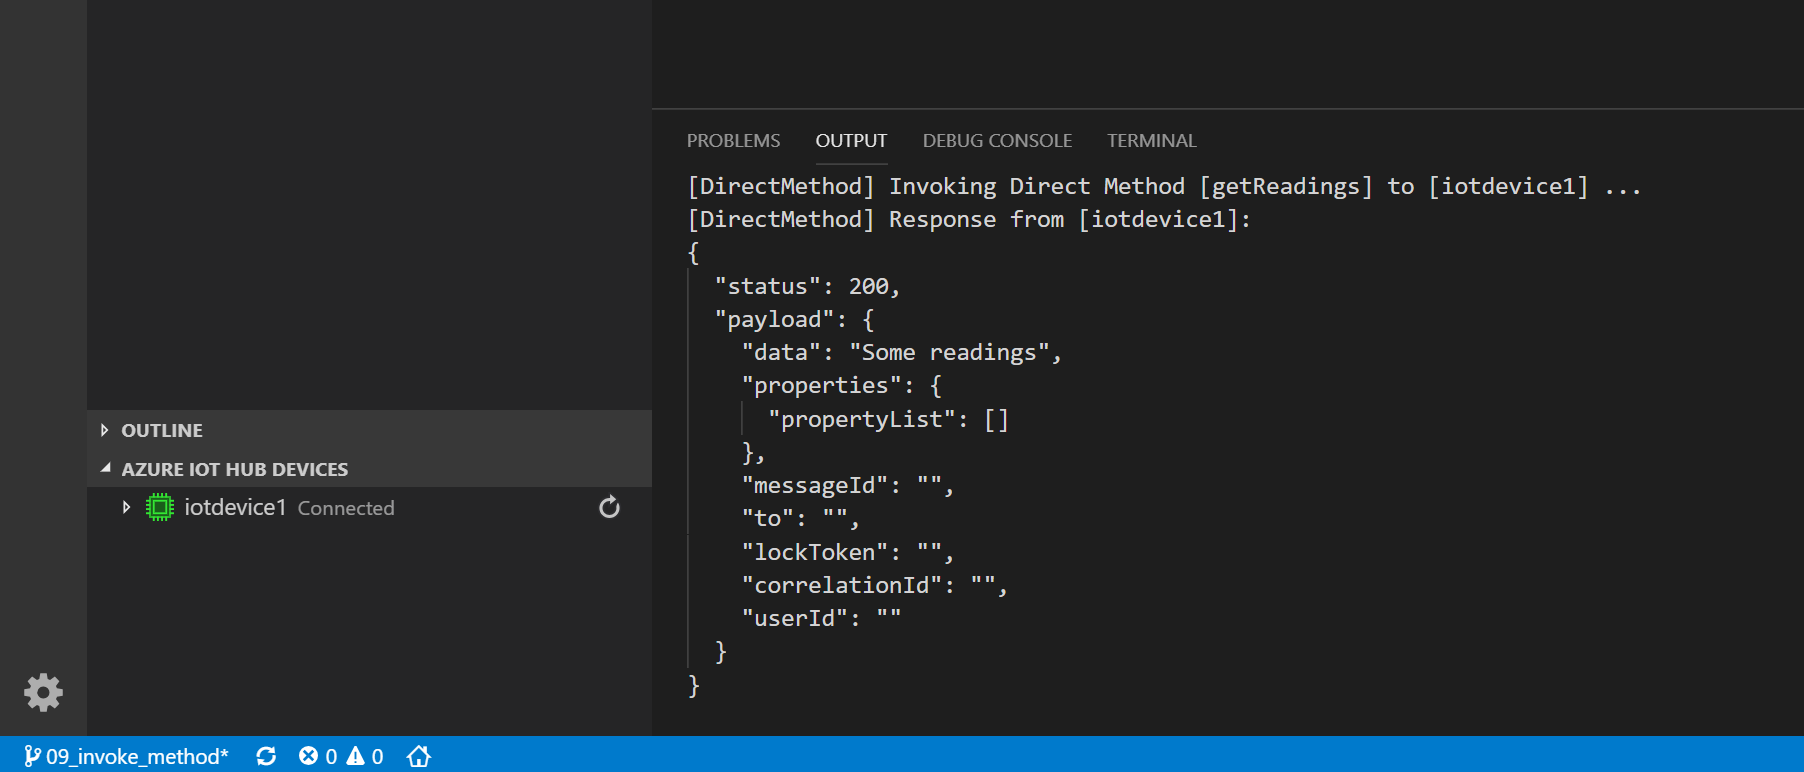 PROBLEMS OUTPUT DEBUG CONSOLE TERMINAL
[DirectMethod] Invoking Direct Method [getReadings] to [iotdevice1] ...
[DirectMethod] Response from [iotdevice1]:
{
"status": 200,
"payload": {
"data": "Some readings",
"properties": {
"propertyList": []
},
"messageId": "",
"to": "",
"lockToken": "",
"correlationId": "",
"userId": ""
}
}
OUTLINE
AZURE IOT HUB DEVICES
iotdevice1 Connected
09_invoke_method* 0 0